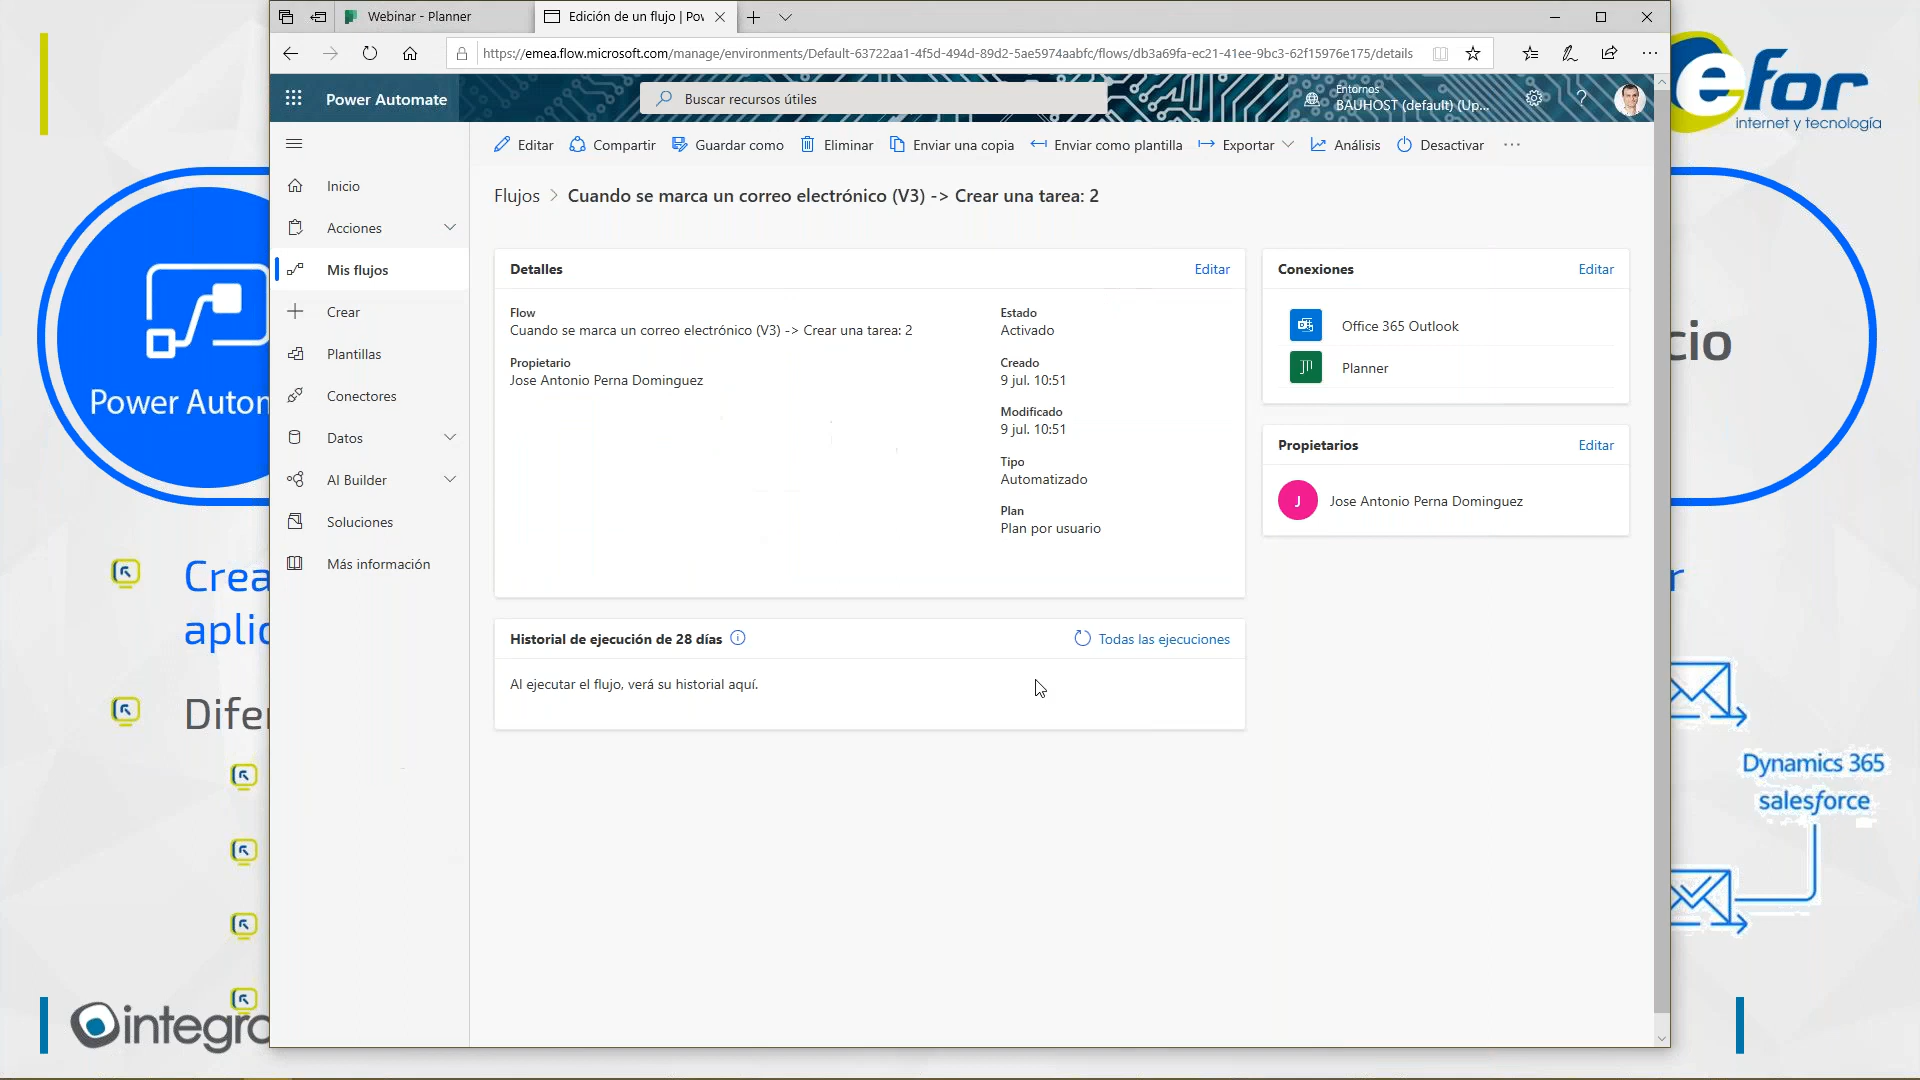 Webinar - Planner
Edición de un flujo | Pov
https://emea.flow.microsoft.com/manage/environments/Default-63722aa1-4f5d-494d-89d2-5ae5974aabfc/flows/db3a69fa-ec21-41ee-9bc3-62f15976e175/details
Power Automate
Buscar recursos útiles
Entornos
BAUHOST (default) (Up...
efor
internet y tecnología
Editar
Compartir
Guardar como
Eliminar
Enviar una copia
Enviar como plantilla
Exportar
Análisis
Desactivar
Inicio
Acciones
Mis flujos
Crear
Plantillas
Conectores
Datos
AI Builder
Soluciones
Más información
Flujos > Cuando se marca un correo electrónico (V3) -> Crear una tarea: 2
Detalles
Editar
Flow
Cuando se marca un correo electrónico (V3) -> Crear una tarea: 2
Propietario
Jose Antonio Perna Dominguez
Estado
Activado
Creado
9 jul. 10:51
Modificado
9 jul. 10:51
Tipo
Automatizado
Plan
Plan por usuario
Conexiones
Editar
Office 365 Outlook
Planner
Propietarios
Editar
J
Jose Antonio Perna Dominguez
Historial de ejecución de 28 días
Todas las ejecuciones
Al ejecutar el flujo, verá su historial aquí.
Power Autom
cio
Crea
aplic
r
Difer
Dynamics 365
salesforce
integro